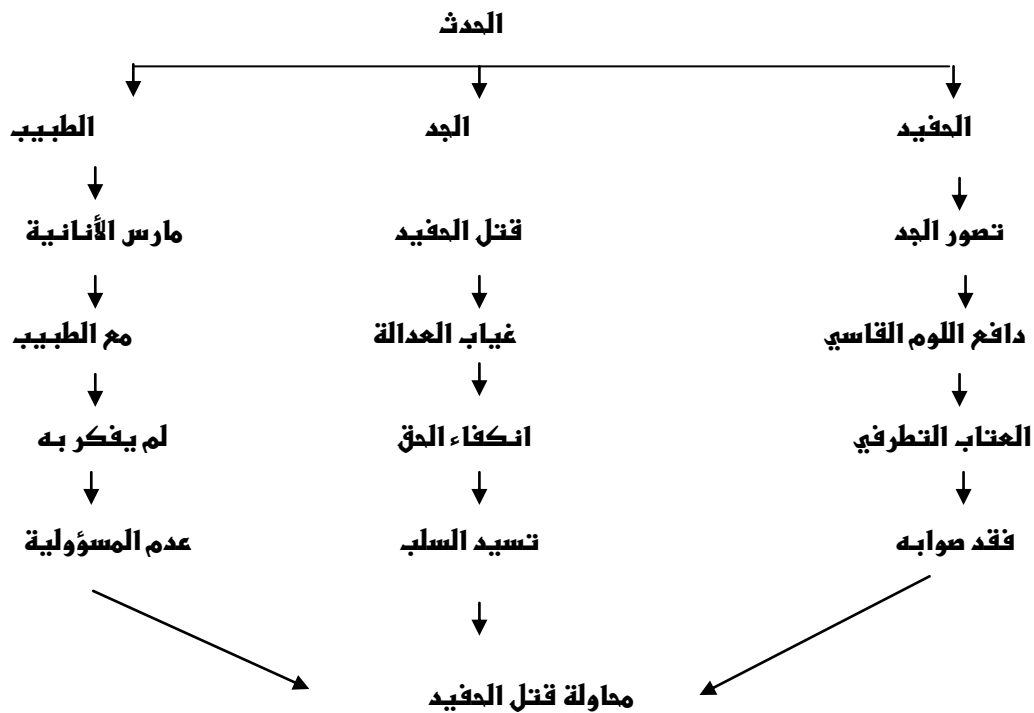 الحدث
الحفيد الجد الطبيب
تصور الجد قتل الحفيد مارس الأنانية
دافع اللوم القاسي غياب العدالة مع الطبيب
العتاب التطرفي انكفاء الحق لم يفكر به
فقد صوابه تسيد السلب عدم المسؤولية
محاولة قتل الحفيد